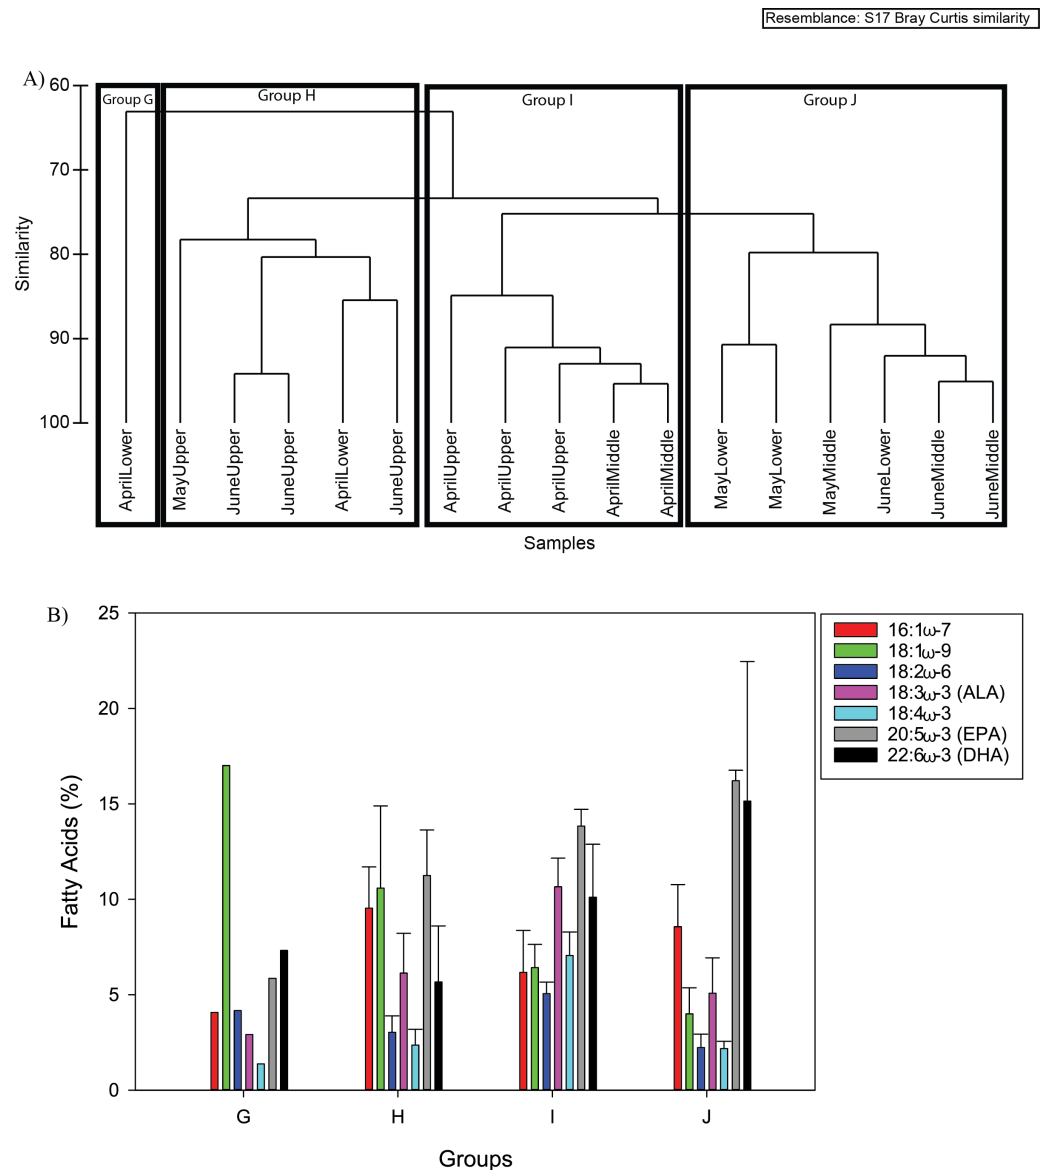 Resemblance: S17 Bray Curtis similarity
A)
Group G
Group H
Group I
Group J
60
70
80
90
100
Similarity
AprilLower
MayUpper
JuneUpper
JuneUpper
AprilLower
JuneUpper
AprilUpper
AprilUpper
AprilUpper
AprilMiddle
AprilMiddle
MayLower
MayLower
MayMiddle
JuneLower
JuneMiddle
JuneMiddle
Samples
B)
25
20
15
10
5
0
Fatty Acids (%)
G
H
I
J
Groups
16:1ω-7
18:1ω-9
18:2ω-6
18:3ω-3 (ALA)
18:4ω-3
20:5ω-3 (EPA)
22:6ω-3 (DHA)